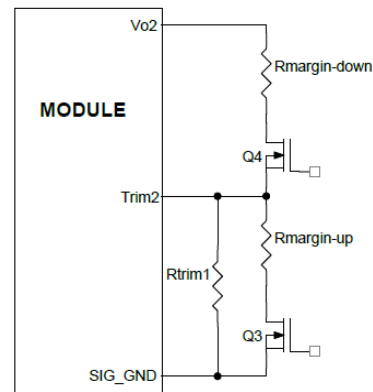 Vo2
Rmargin-down
MODULE
Q4
Trim2
Rmargin-up
Rtrim1
Q3
SIG_GND